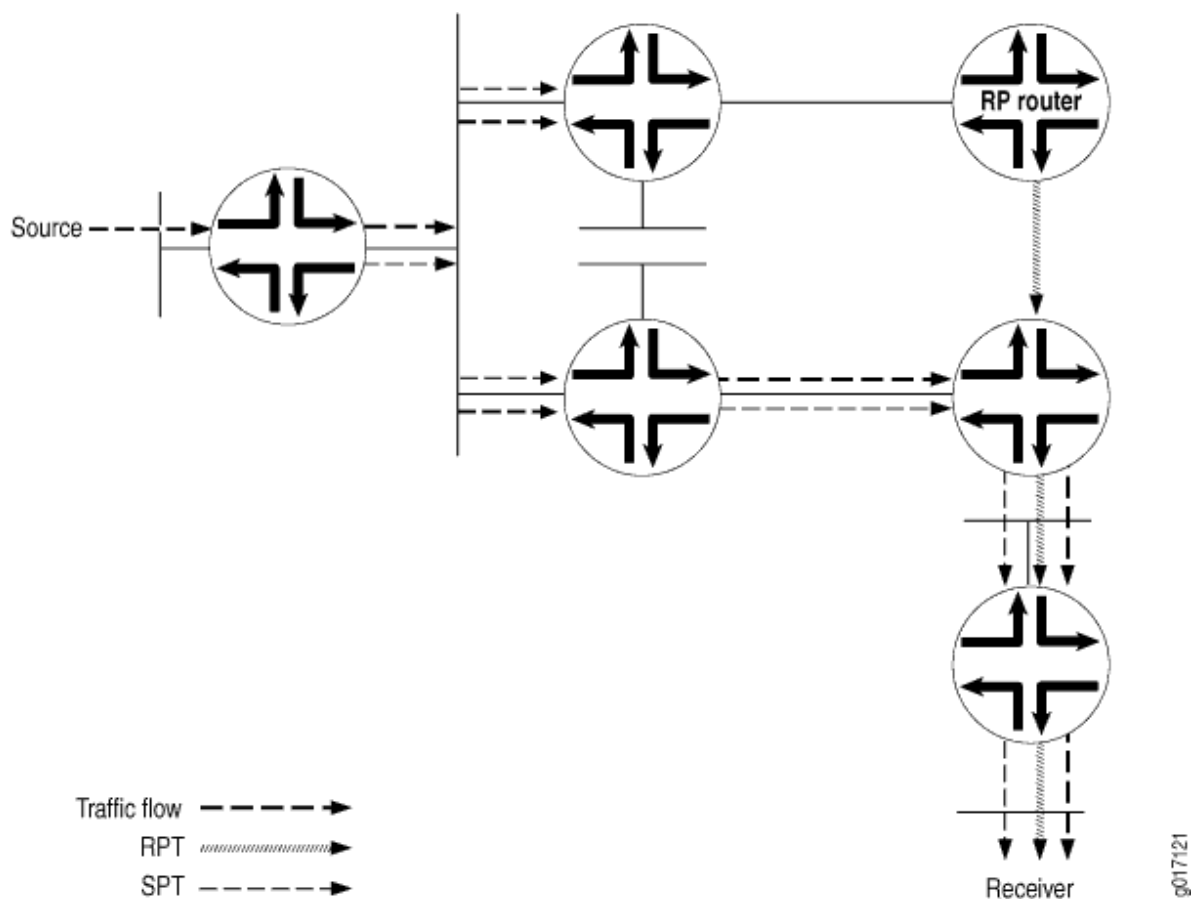 RP router
Source
Traffic flow
RPT
SPT
Receiver
g017121